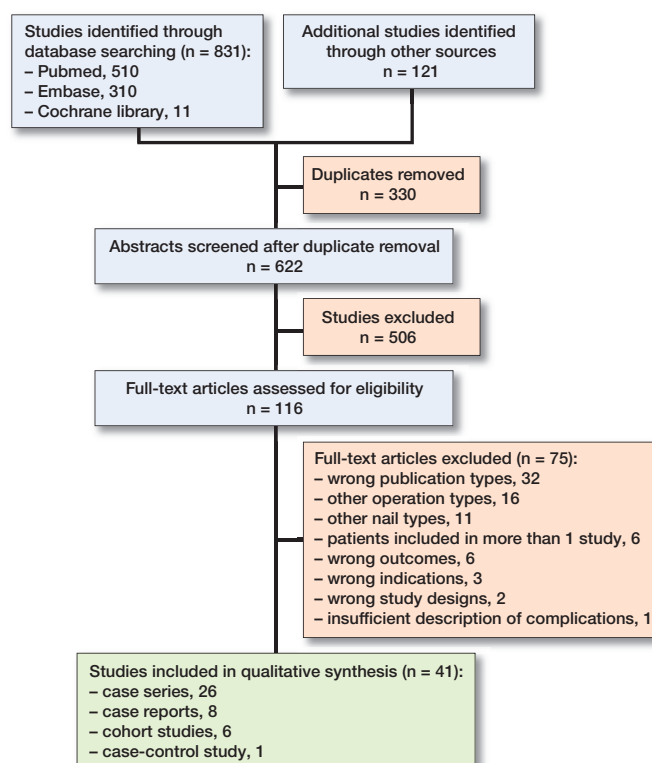 Studies identified through
database searching (n = 831):
– Pubmed, 510
– Embase, 310
– Cochrane library, 11
Additional studies identified
through other sources
n = 121
Duplicates removed
n = 330
Abstracts screened after duplicate removal
n = 622
Studies excluded
n = 506
Full-text articles assessed for eligibility
n = 116
Full-text articles excluded (n = 75):
– wrong publication types, 32
– other operation types, 16
– other nail types, 11
– patients included in more than 1 study, 6
– wrong outcomes, 6
– wrong indications, 3
– wrong study designs, 2
– insufficient description of complications, 1
Studies included in qualitative synthesis (n = 41):
– case series, 26
– case reports, 8
– cohort studies, 6
– case-control study, 1